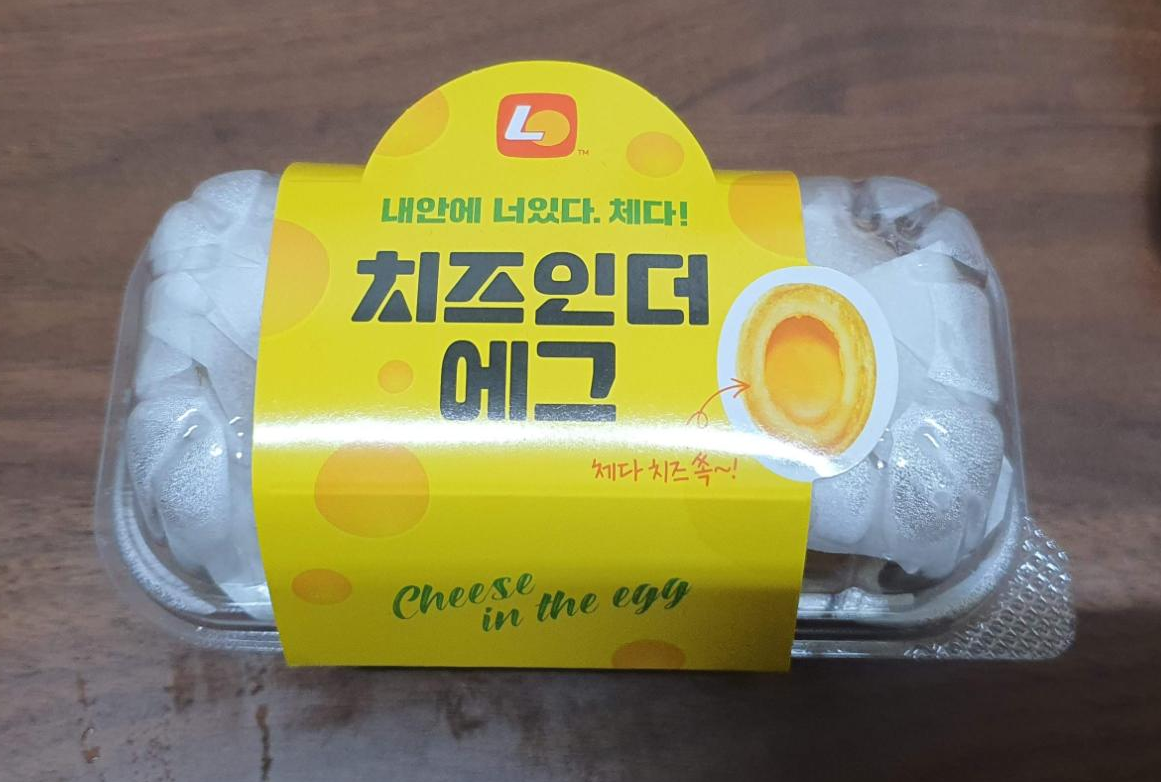 L
TM
내안에 너있다. 체다!
치즈인더
에그
체다 치즈 쏙~!
Cheese
in the egg